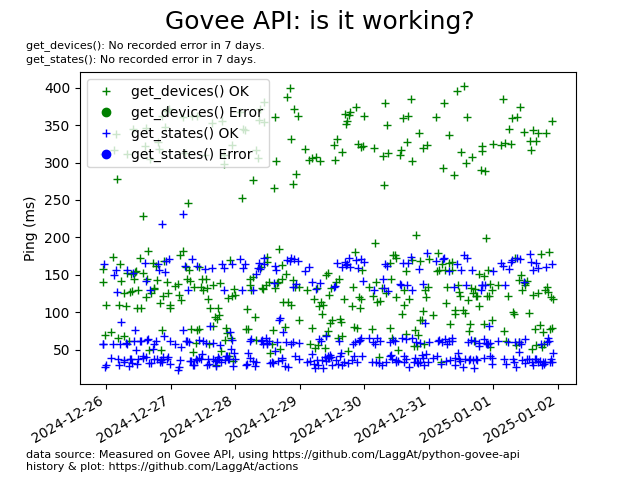 Govee API: is it working?
get_devices(): No recorded error in 7 days.
get_states(): No recorded error in 7 days.
get_devices() OK
get_devices() Error
get_states() OK
get_states() Error
Ping (ms)
400
350
300
250
200
150
100
50
2024-12-26
2024-12-27
2024-12-28
2024-12-29
2024-12-30
2024-12-31
2025-01-01
2025-01-02
data source: Measured on Govee API, using https://github.com/LaggAt/python-govee-api
history & plot: https://github.com/LaggAt/actions